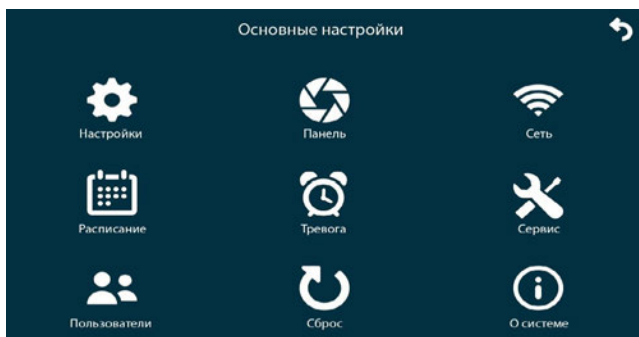 Основные настройки
Настройки
Панель
Сеть
Расписание
Тревога
Сервис
Пользователи
Сброс
О системе